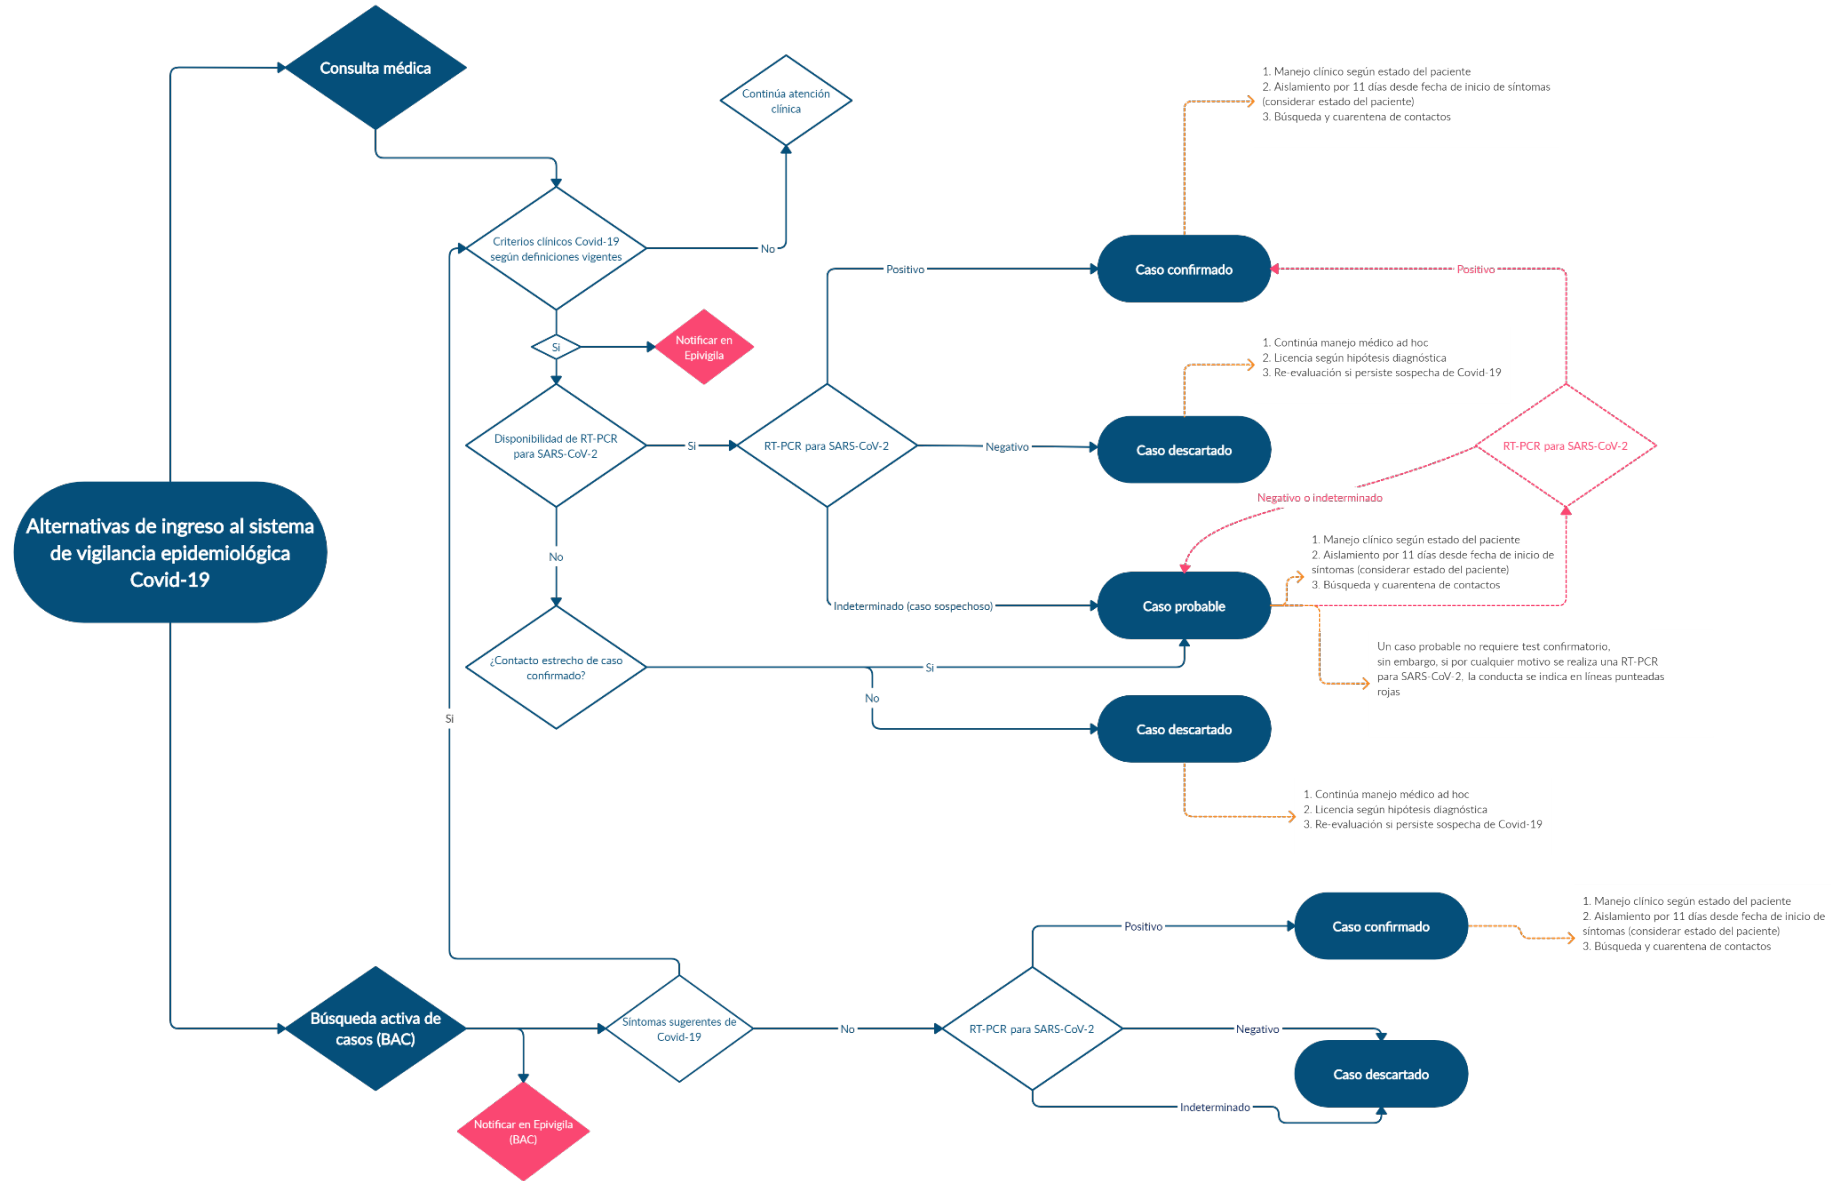 Consulta médica
Continúa atención
clínica
1. Manejo clínico según estado del paciente
2. Aislamiento por 11 días desde fecha de inicio de síntomas
(considerar estado del paciente)
3. Búsqueda y cuarentena de contactos
Criterios clínicos Covid-19
según definiciones vigentes
No
Positivo
Caso confirmado
Positivo
Si
Notificar en
Epivigila
1. Continúa manejo médico ad hoc
2. Licencia según hipótesis diagnóstica
3. Re-evaluación si persiste sospecha de Covid-19
Disponibilidad de RT-PCR
para SARS-CoV-2
Si
RT-PCR para SARS-CoV-2
Negativo
Caso descartado
RT-PCR para SARS-CoV-2
Negativo o indeterminado
Alternativas de ingreso al sistema
de vigilancia epidemiológica
Covid-19
No
1. Manejo clínico según estado del paciente
2. Aislamiento por 11 días desde fecha de inicio de
síntomas (considerar estado del paciente)
3. Búsqueda y cuarentena de contactos
Indeterminado (caso sospechoso)
Caso probable
¿Contacto estrecho de caso
confirmado?
Si
No
Un caso probable no requiere test confirmatorio,
sin embargo, si por cualquier motivo se realiza una RT-PCR
para SARS-CoV-2, la conducta se indica en líneas punteadas
rojas
Si
Caso descartado
1. Continúa manejo médico ad hoc
2. Licencia según hipótesis diagnóstica
3. Re-evaluación si persiste sospecha de Covid-19
Positivo
Caso confirmado
1. Manejo clínico según estado del paciente
2. Aislamiento por 11 días desde fecha de inicio de
síntomas (considerar estado del paciente)
3. Búsqueda y cuarentena de contactos
Búsqueda activa de
casos (BAC)
Síntomas sugerentes de
Covid-19
No
RT-PCR para SARS-CoV-2
Negativo
Caso descartado
Indeterminado
Notificar en Epivigila
(BAC)